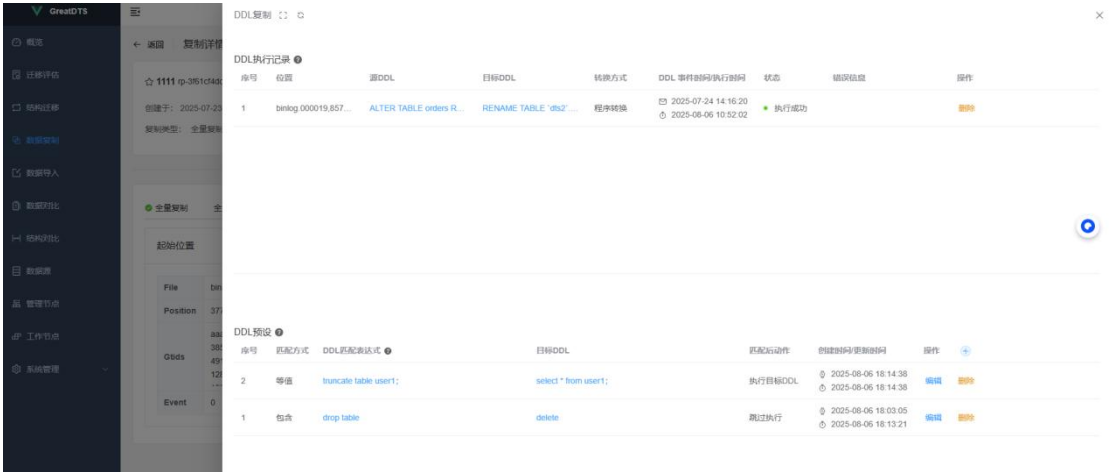 GreatDTS
概览
迁移评估
结构迁移
数据复制
数据导入
数据对比
结构对比
数据源
管理节点
工作节点
系统管理
← 返回 复制详情
1111
创建于: 2025-07-23
复制类型: 全量复制
全量复制 全
起始位置
File bin
Position 377
Gtids
Event 0
DDL复制
DDL执行记录
序号 位置 源DDL 目标DDL 转换方式 DDL 事件时间/执行时间 状态 错误信息 操作
1 binlog.000019,857... ALTER TABLE orders R... RENAME TABLE `dts2`.... 程序转换 2025-07-24 14:16:20 执行成功 删除
2025-08-06 10:52:02
DDL预设
序号 匹配方式 DDL匹配表达式 目标DDL 匹配后动作 创建时间/更新时间 操作
2 等值 truncate table user1; select * from user1; 执行目标DDL 2025-08-06 18:14:38 编辑 删除
2025-08-06 18:14:38
1 包含 drop table delete 跳过执行 2025-08-06 18:03:05 编辑 删除
2025-08-06 18:13:21